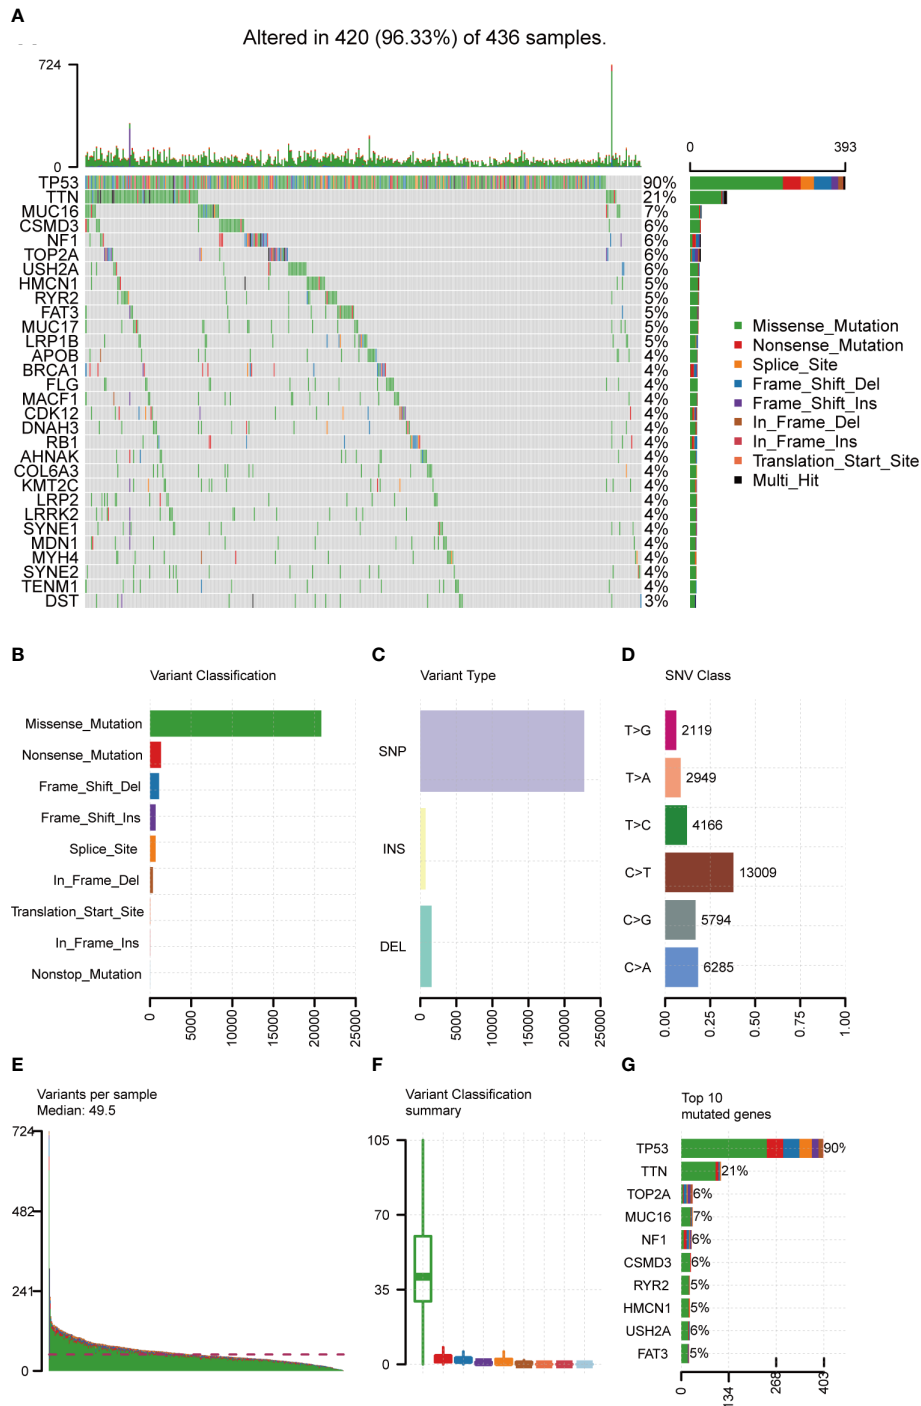 A
Altered in 420 (96.33%) of 436 samples.
724
0
0 393
TP53 90%
TTN 21%
MUC16 7%
CSMD3 6%
NF1 6%
TOP2A 6%
USH2A 6%
HMCN1 5%
RYR2 5%
FAT3 5%
MUC17 5%
LRP1B 5%
APOB 4%
BRCA1 4%
FLG 4%
MACF1 4%
CDK12 4%
DNAH3 4%
RB1 4%
AHNAK 4%
COL6A3 4%
KMT2C 4%
LRP2 4%
LRRK2 4%
SYNE1 4%
MDN1 4%
MYH4 4%
SYNE2 4%
TENM1 4%
DST 3%
Missense_Mutation
Nonsense_Mutation
Splice_Site
Frame_Shift_Del
Frame_Shift_Ins
In_Frame_Del
In_Frame_Ins
Translation_Start_Site
Multi_Hit
B
Variant Classification
Missense_Mutation
Nonsense_Mutation
Frame_Shift_Del
Frame_Shift_Ins
Splice_Site
In_Frame_Del
Translation_Start_Site
In_Frame_Ins
Nonstop_Mutation
0 5000 10000 15000 20000 25000
C
Variant Type
SNP
INS
DEL
0 5000 10000 15000 20000 25000
D
SNV Class
T>G 2119
T>A 2949
T>C 4166
C>T 13009
C>G 5794
C>A 6285
0.00 0.25 0.50 0.75 1.00
E
Variants per sample
Median: 49.5
724
482
241
0
F
Variant Classification
summary
105
70
35
0
G
Top 10
mutated genes
TP53 90%
TTN 21%
TOP2A 6%
MUC16 7%
NF1 6%
CSMD3 6%
RYR2 5%
HMCN1 5%
USH2A 6%
FAT3 5%
0 134 268 403